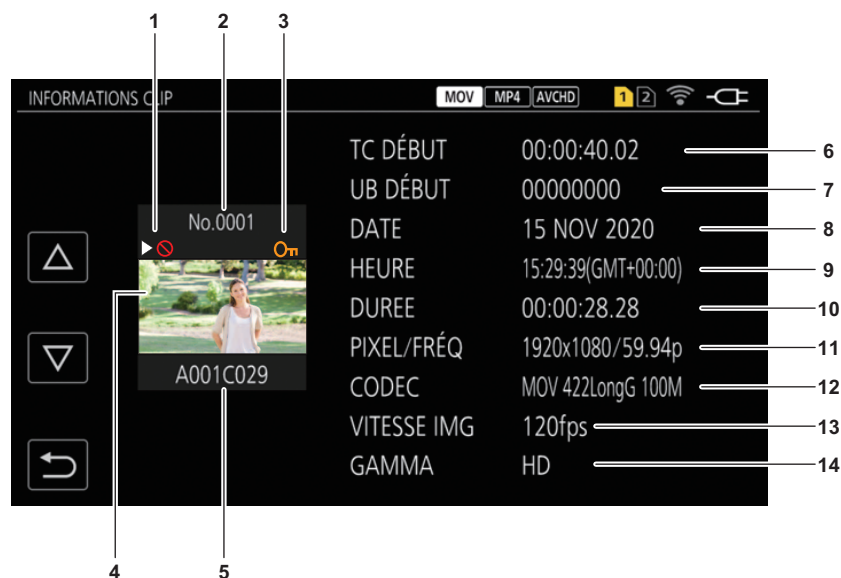 1 2 3
INFORMATIONS CLIP MOV MP4 AVCHD 1 2
TC DÉBUT 00:00:40.02 6
UB DÉBUT 00000000 7
No.0001
DATE 15 NOV 2020 8
HEURE 15:29:39(GMT+00:00) 9
DUREE 00:00:28.28 10
4
PIXEL/FRÉQ 1920x1080/59.94p 11
A001C029
CODEC MOV 422LongG 100M 12
VITESSE IMG 120fps 13
GAMMA HD 14
4 5